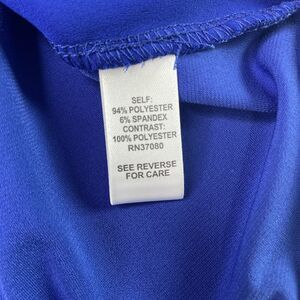 SELF:
94% POLYESTER
6% SPANDEX
CONTRAST:
100% POLYESTER
RN37080
SEE REVERSE
FOR CARE